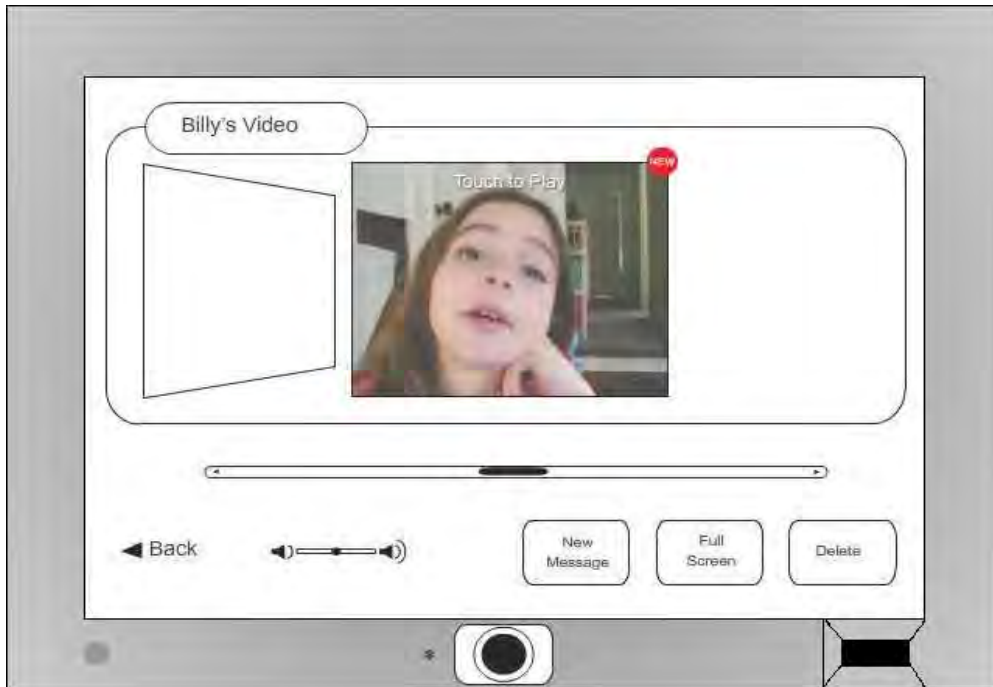 Billy's Video
NEW
Touch to Play
Back
New
Message
Full
Screen
Delete